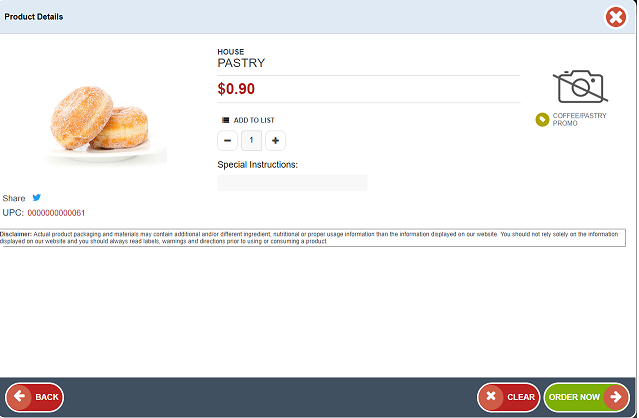 Product Details
HOUSE
PASTRY
$0.90
ADD TO LIST
1
Special Instructions:
COFFEE/PASTRY
PROMO
Share
UPC: 0000000000061
Disclaimer: Actual product packaging and materials may contain additional and/or different ingredient, nutritional or proper usage information than the information displayed on our website. You should not rely solely on the information
displayed on our website and you should always read labels, warnings and directions prior to using or consuming a product.
BACK
CLEAR
ORDER NOW